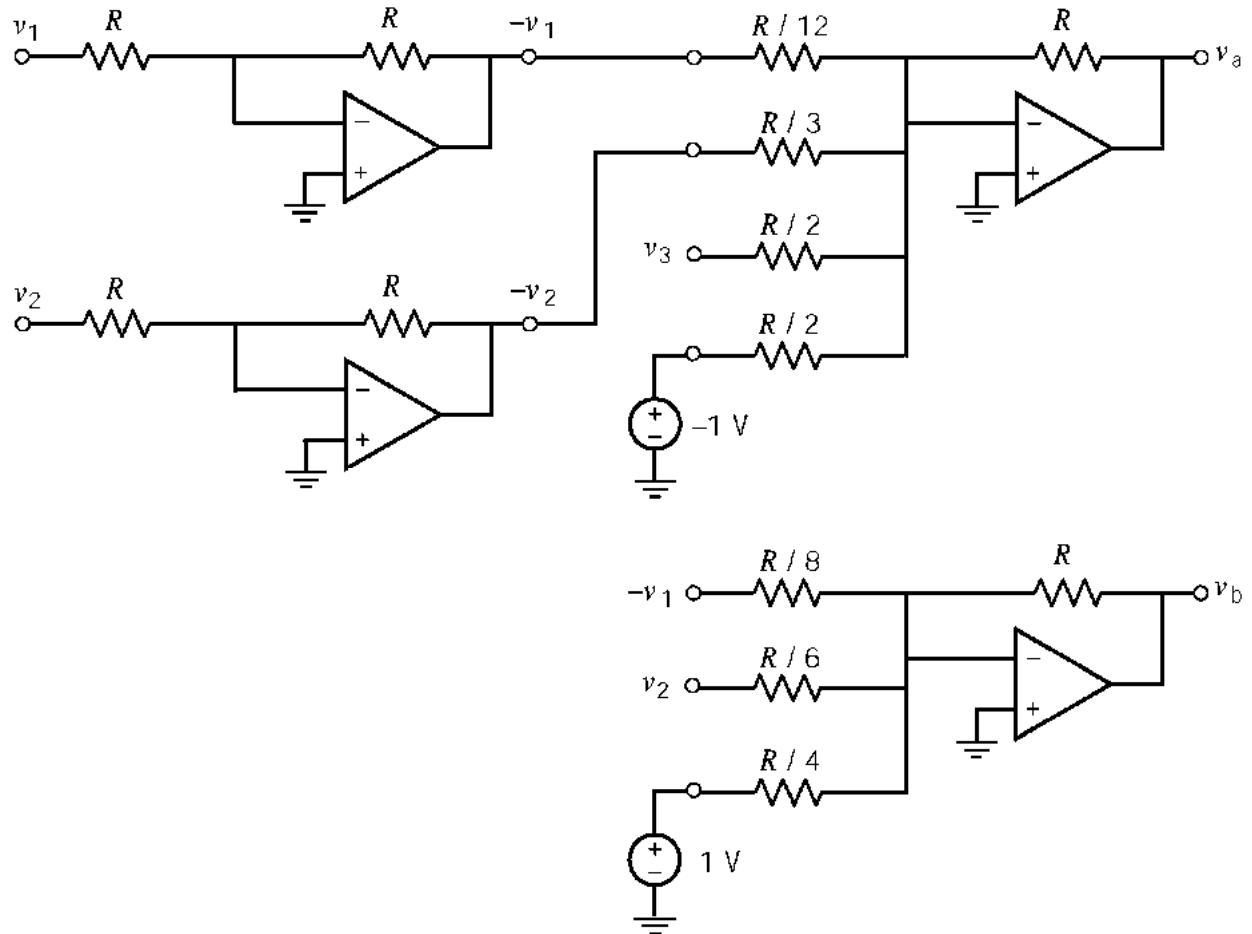 v1 R R −v1 R / 12 R va
− +
R / 3
− +
R / 2
v3
v2 R R −v2
R / 2
− +
+ − −1 V
R / 8 R
−v1 vb
R / 6
v2
− +
R / 4
+ − 1 V